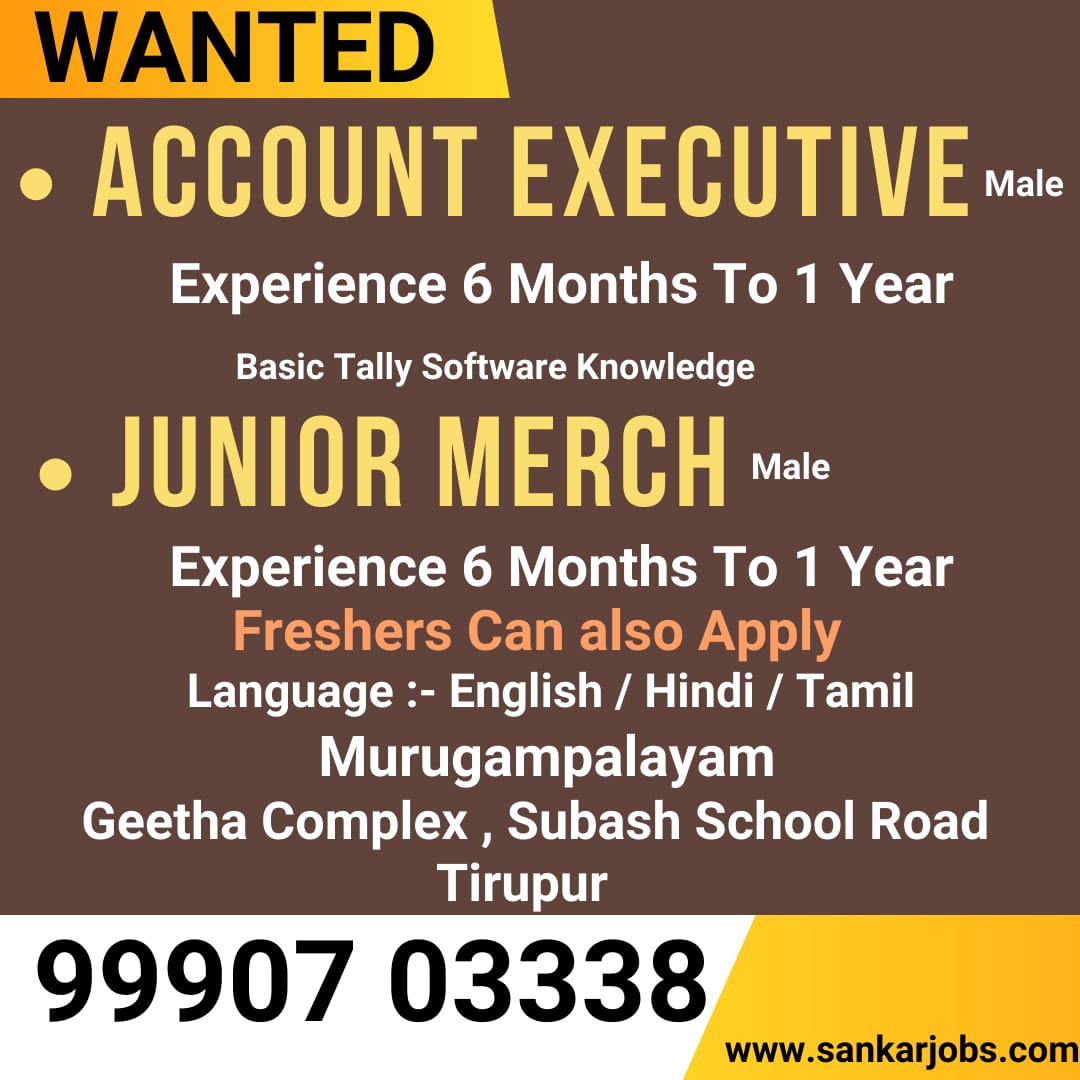 WANTED
• ACCOUNT EXECUTIVE Male
Experience 6 Months To 1 Year
Basic Tally Software Knowledge
• JUNIOR MERCH Male
Experience 6 Months To 1 Year
Freshers Can also Apply
Language :- English / Hindi / Tamil
Murugampalayam
Geetha Complex , Subash School Road
Tirupur
99907 03338
www.sankarjobs.com